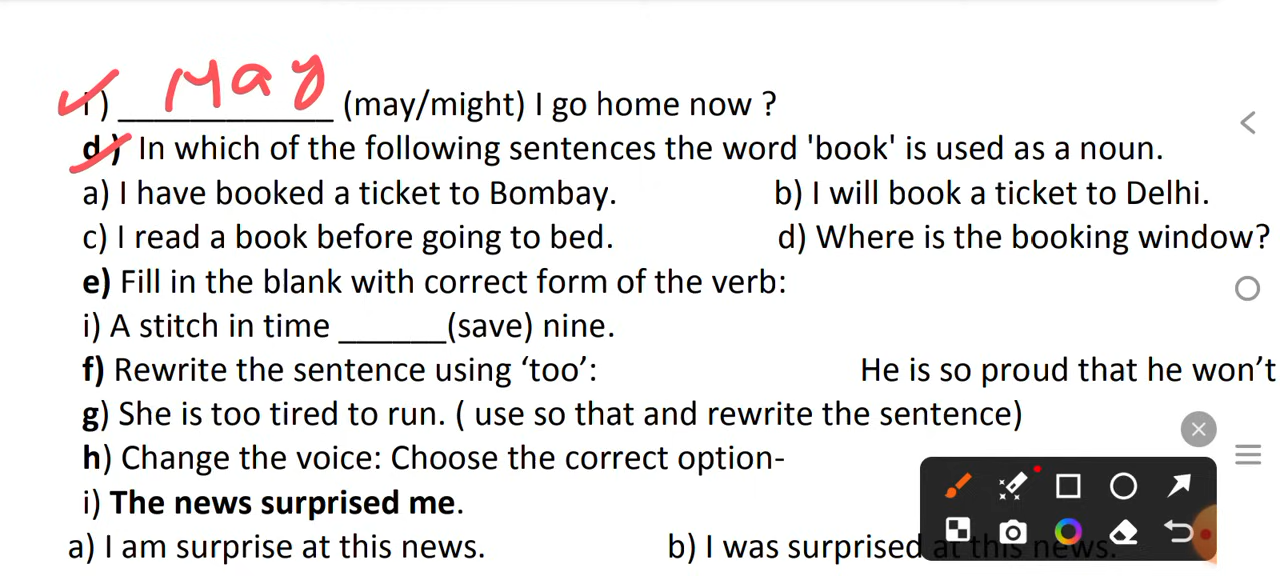 May
i) ____________ (may/might) I go home now ?
d ) In which of the following sentences the word 'book' is used as a noun.
a) I have booked a ticket to Bombay. b) I will book a ticket to Delhi.
c) I read a book before going to bed. d) Where is the booking window?
e) Fill in the blank with correct form of the verb:
i) A stitch in time ______(save) nine.
f) Rewrite the sentence using ‘too’: He is so proud that he won’t
g) She is too tired to run. ( use so that and rewrite the sentence)
h) Change the voice: Choose the correct option-
i) The news surprised me.
a) I am surprise at this news. b) I was surprised at this news.